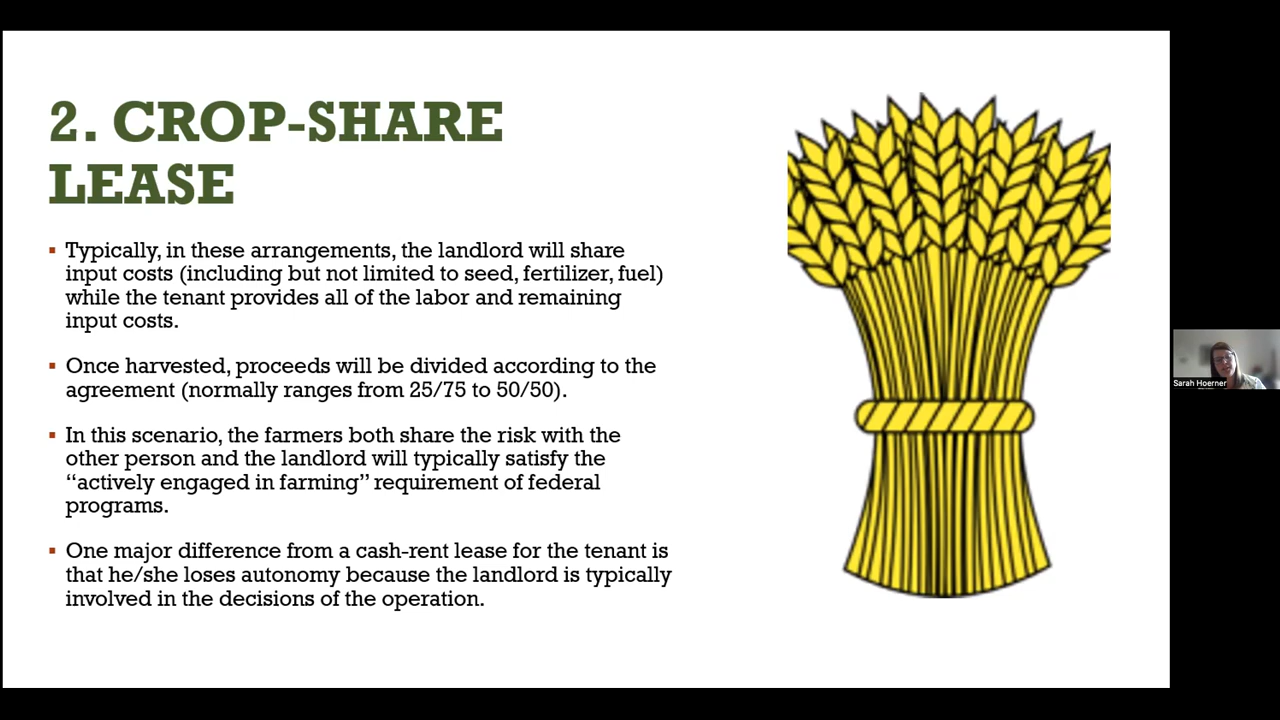 2. CROP-SHARE
LEASE
▪ Typically, in these arrangements, the landlord will share
input costs (including but not limited to seed, fertilizer, fuel)
while the tenant provides all of the labor and remaining
input costs.
▪ Once harvested, proceeds will be divided according to the
agreement (normally ranges from 25/75 to 50/50).
▪ In this scenario, the farmers both share the risk with the
other person and the landlord will typically satisfy the
“actively engaged in farming” requirement of federal
programs.
▪ One major difference from a cash-rent lease for the tenant is
that he/she loses autonomy because the landlord is typically
involved in the decisions of the operation.
Sarah Hoerner